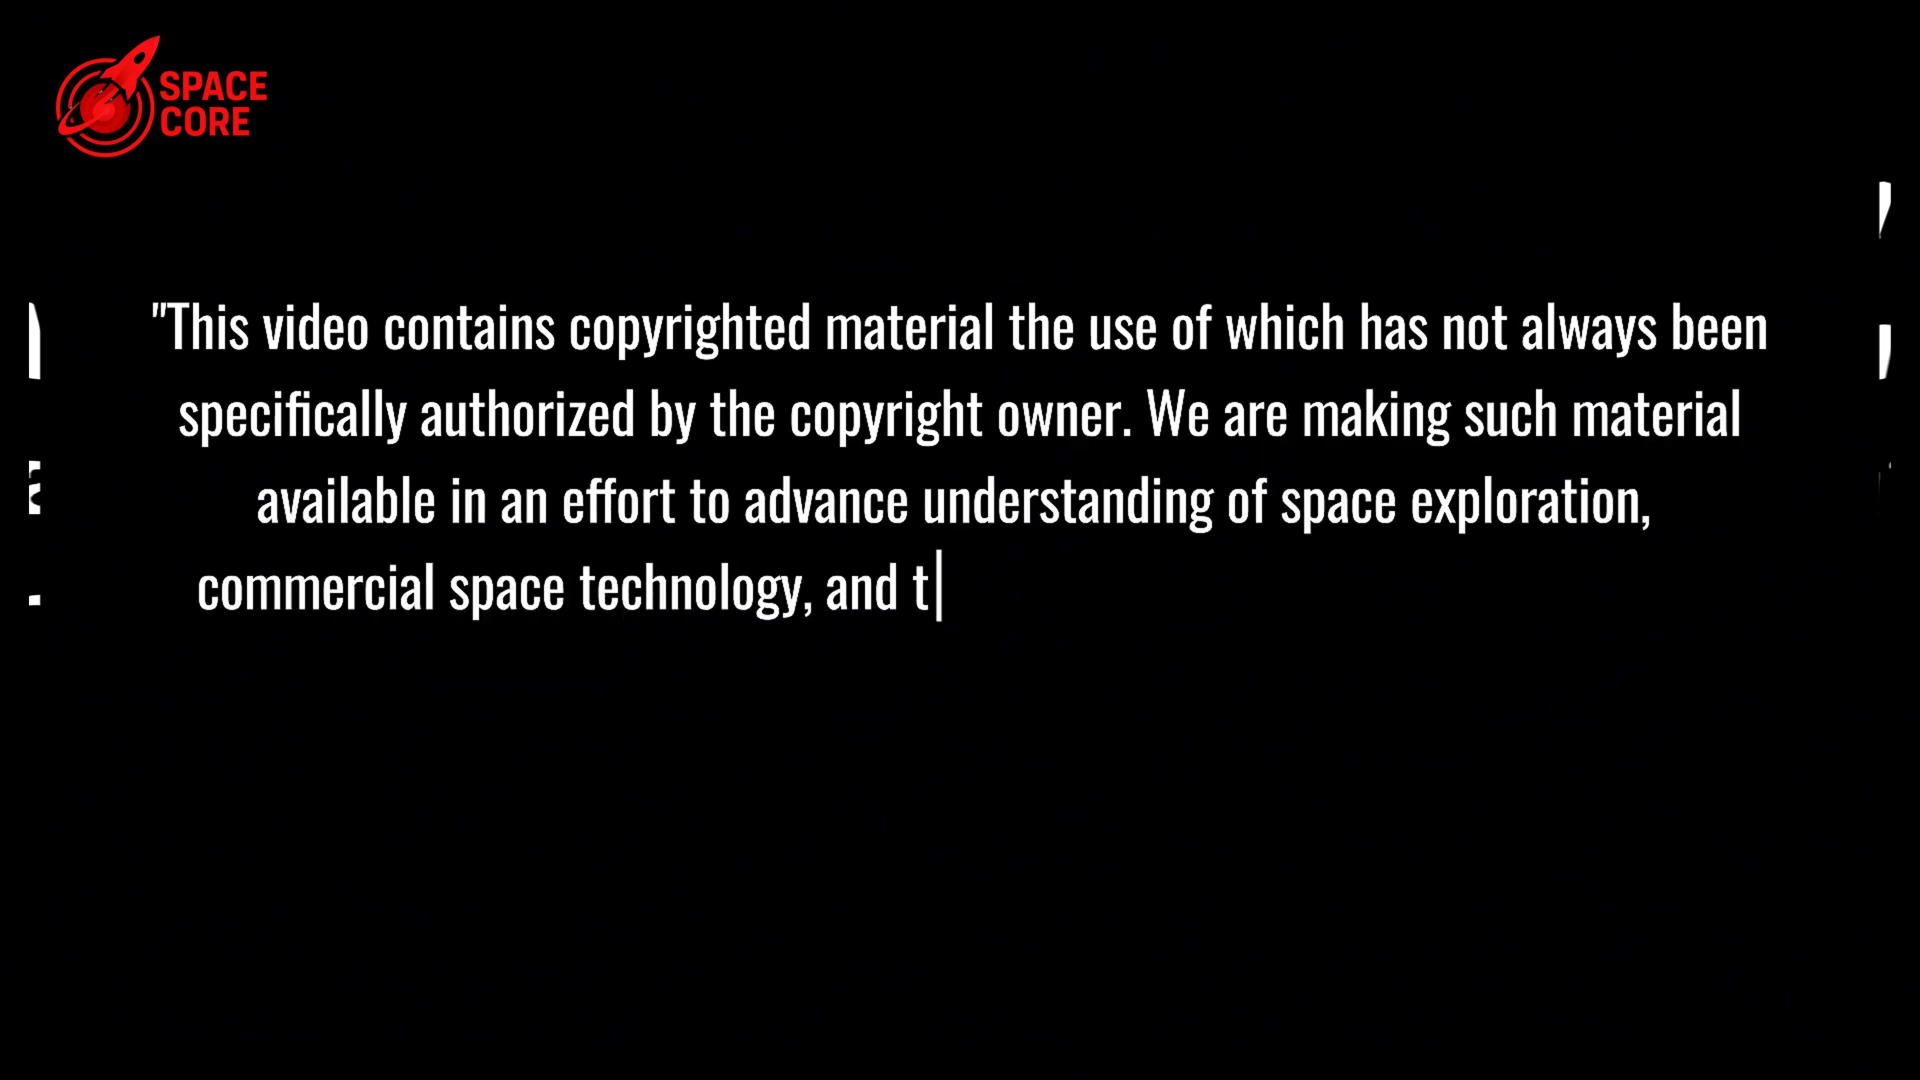 SPACE
CORE
"This video contains copyrighted material the use of which has not always been
specifically authorized by the copyright owner. We are making such material
available in an effort to advance understanding of space exploration,
commercial space technology, and t